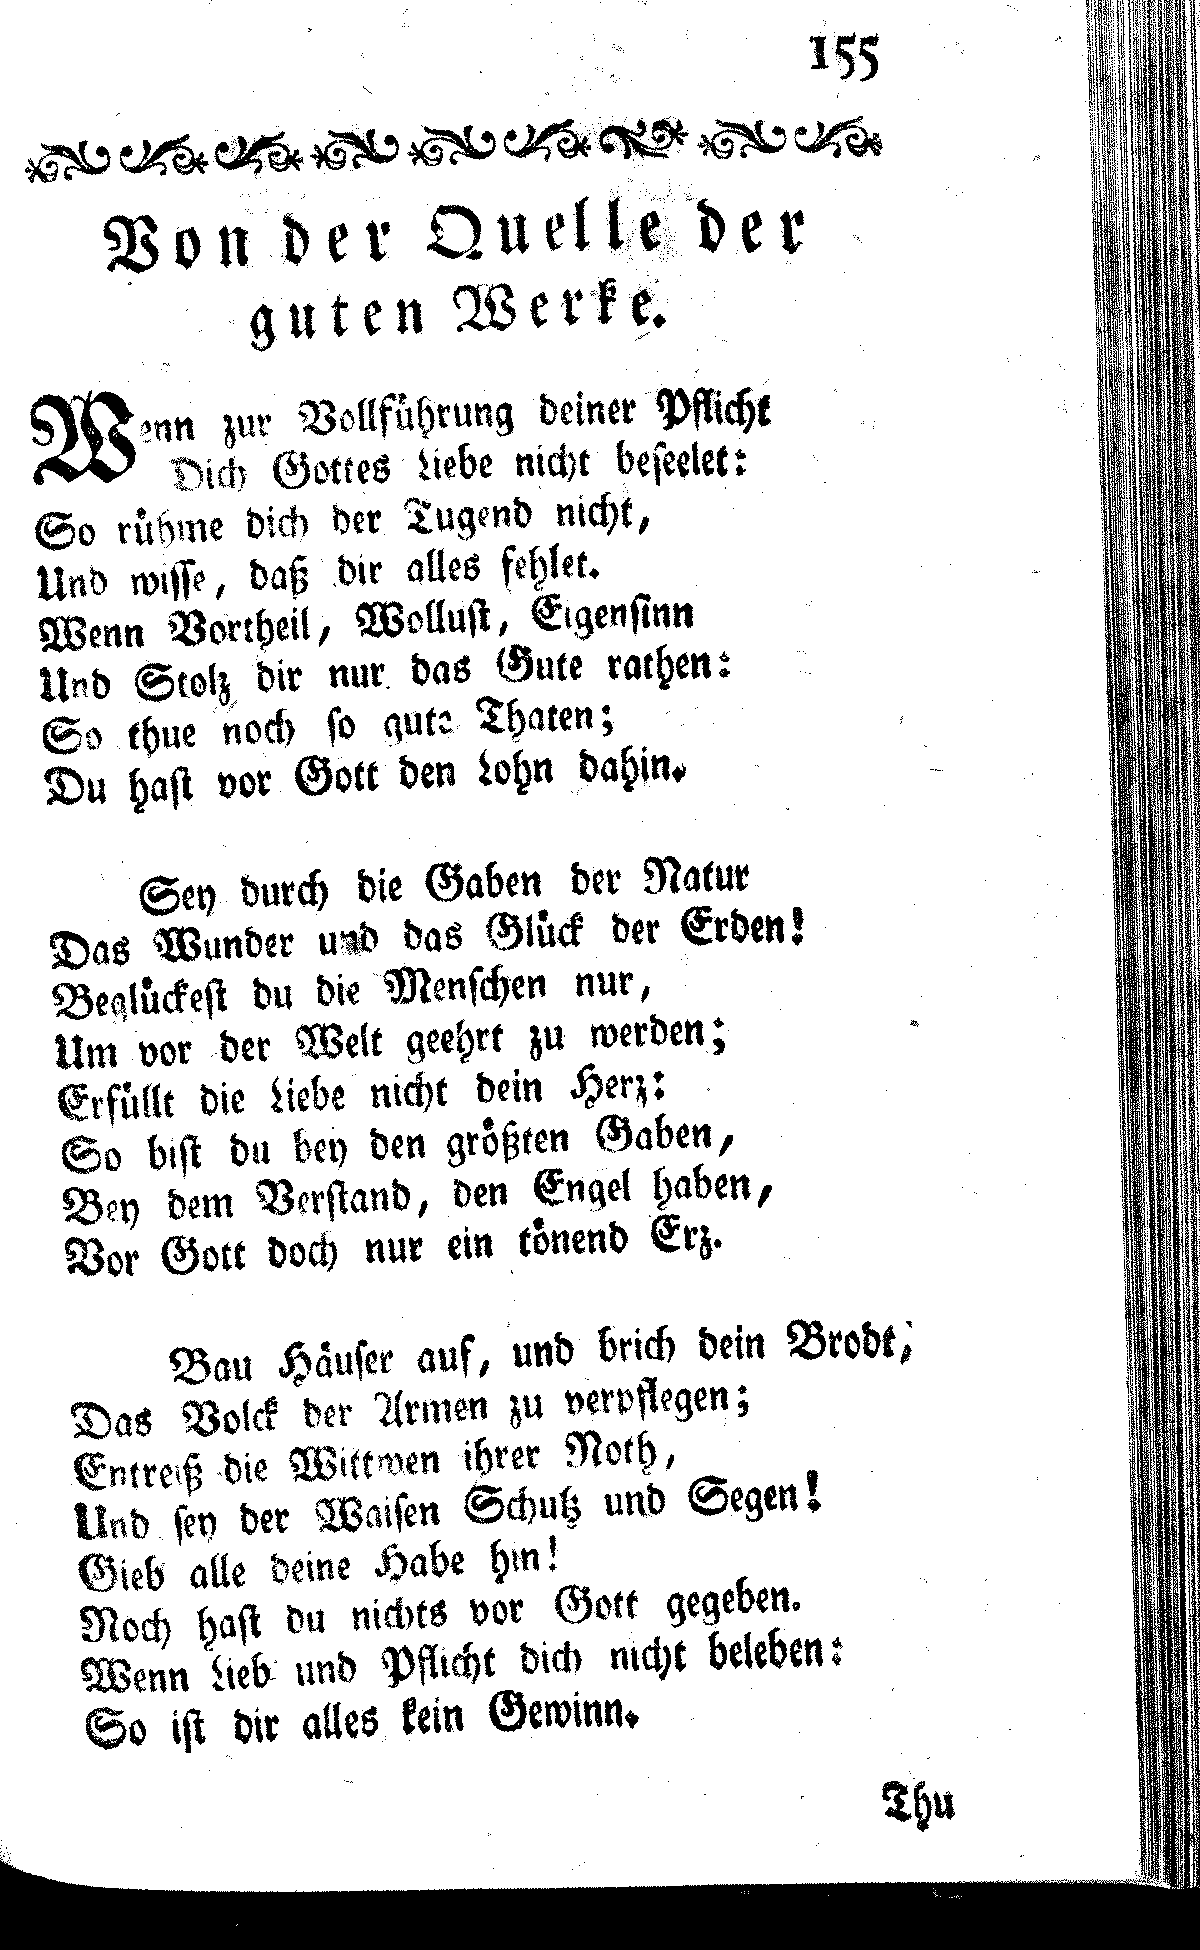 155
Von der Quelle der
guten Werke.
Wenn zur Vollführung deiner Pflicht
Dich Gottes Liebe nicht beseelet:
So rühme dich der Tugend nicht,
Und wisse, daß dir alles fehlet.
Wenn Vortheil, Wollust, Eigensinn
Und Stolz dir nur das Gute rathen:
So thue noch so gute Thaten;
Du hast vor Gott den Lohn dahin.
Sey durch die Gaben der Natur
Das Wunder und das Glück der Erden!
Beglückest du die Menschen nur,
Um vor der Welt geehrt zu werden;
Erfüllt die Liebe nicht dein Herz:
So bist du bey den größten Gaben,
Bey dem Verstand, den Engel haben,
Vor Gott doch nur ein tönend Erz.
Bau Häuser auf, und brich dein Brodt,
Das Volck der Armen zu verpflegen;
Entreiß die Wittwen ihrer Noth,
Und sey der Waisen Schutz und Segen!
Gieb alle deine Habe hin!
Noch hast du nichts vor Gott gegeben.
Wenn Lieb und Pflicht dich nicht beleben:
So ist dir alles kein Gewinn.
Thu